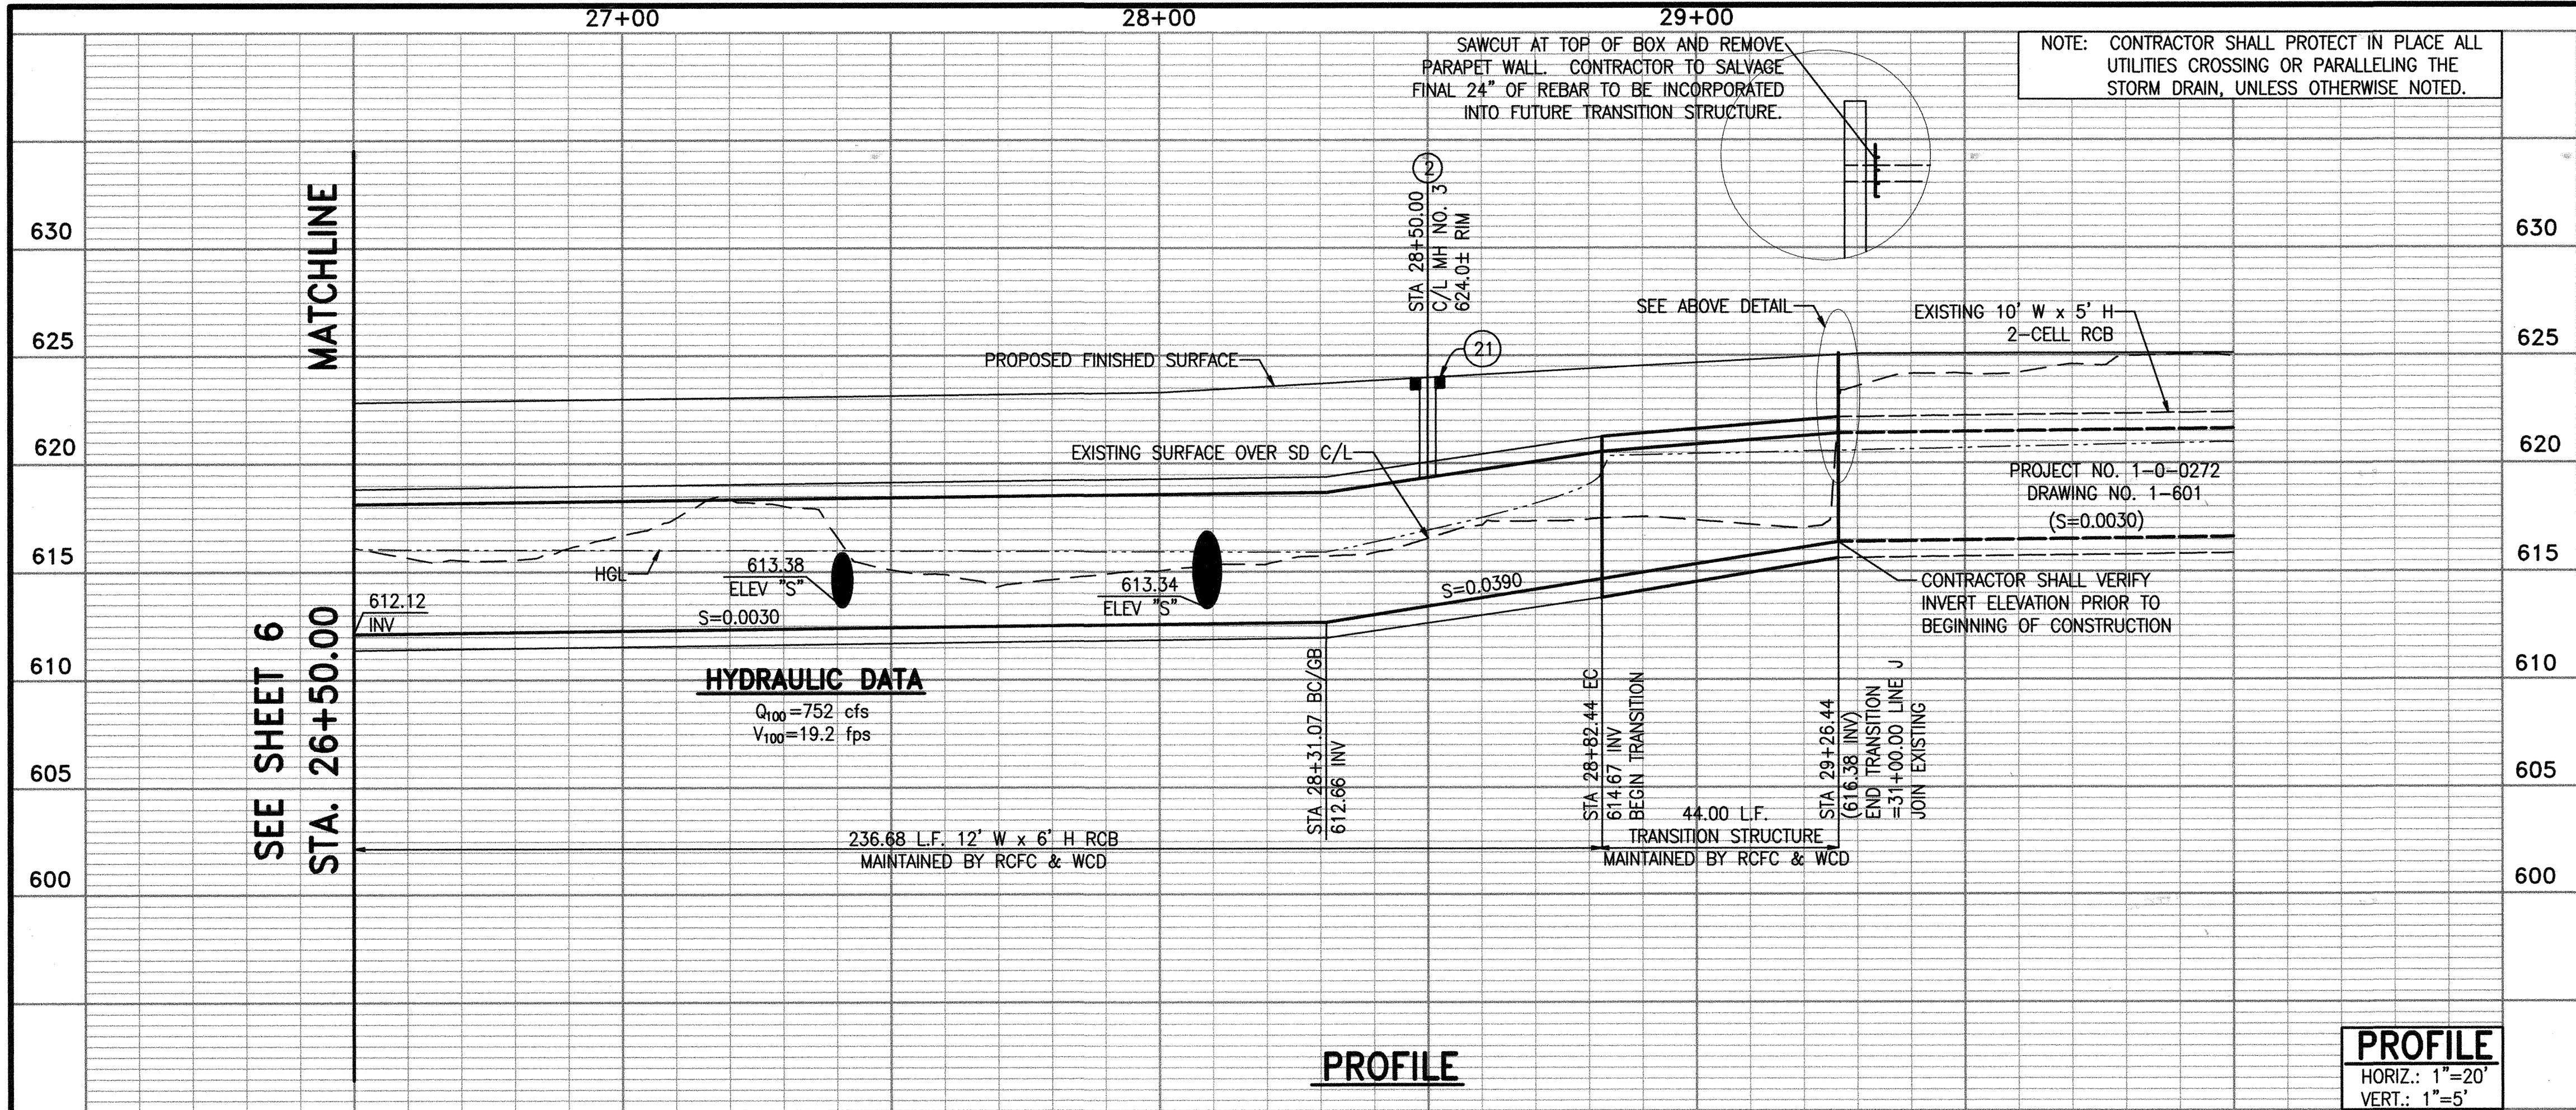 27+00
28+00
29+00
SAWCUT AT TOP OF BOX AND REMOVE
PARAPET WALL. CONTRACTOR TO SALVAGE
FINAL 24" OF REBAR TO BE INCORPORATED
INTO FUTURE TRANSITION STRUCTURE.
NOTE: CONTRACTOR SHALL PROTECT IN PLACE ALL
UTILITIES CROSSING OR PARALLELING THE
STORM DRAIN, UNLESS OTHERWISE NOTED.
630
625
620
615
610
605
600
MATCHLINE
SEE SHEET 6
STA. 26+50.00
2
STA 28+50.00
C/L MH NO. 3
624.0± RIM
21
PROPOSED FINISHED SURFACE
SEE ABOVE DETAIL
EXISTING 10' W x 5' H
2-CELL RCB
EXISTING SURFACE OVER SD C/L
PROJECT NO. 1-0-0272
DRAWING NO. 1-601
(S=0.0030)
HGL
613.38
ELEV "S"
613.34
ELEV "S"
612.12
INV
S=0.0030
S=0.0390
CONTRACTOR SHALL VERIFY
INVERT ELEVATION PRIOR TO
BEGINNING OF CONSTRUCTION
HYDRAULIC DATA
Q100=752 cfs
V100=19.2 fps
STA 28+31.07 BC/GB
612.66 INV
STA 28+82.44 EC
614.67 INV
BEGIN TRANSITION
STA 29+26.44
(616.38 INV)
END TRANSITION
=31+00.00 LINE J
JOIN EXISTING
236.68 L.F. 12' W x 6' H RCB
MAINTAINED BY RCFC & WCD
44.00 L.F.
TRANSITION STRUCTURE
MAINTAINED BY RCFC & WCD
630
625
620
615
610
605
600
PROFILE
PROFILE
HORIZ.: 1"=20'
VERT.: 1"=5'